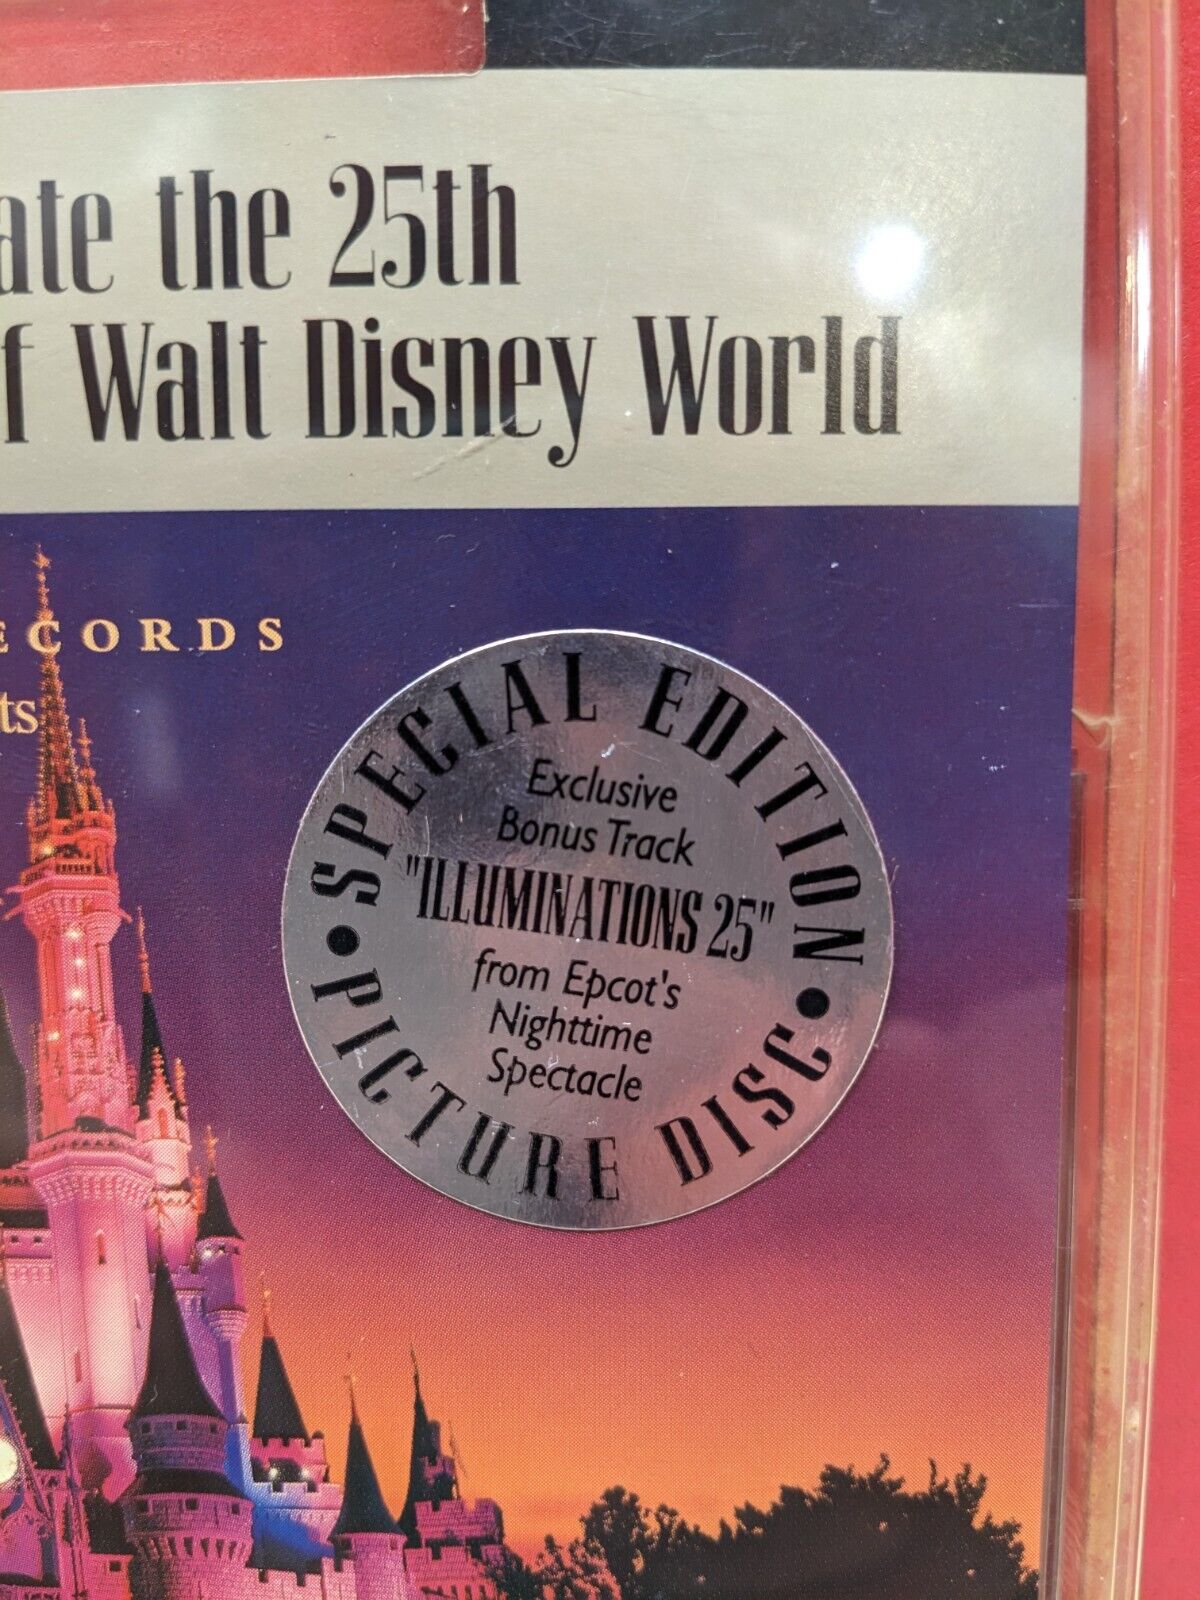 ate the 25th
f Walt Disney World
ECORDS
ts
SPECIAL EDITION
Exclusive
Bonus Track
"ILLUMINATIONS 25"
from Epcot's
Nighttime
Spectacle
• PICTURE DISC •